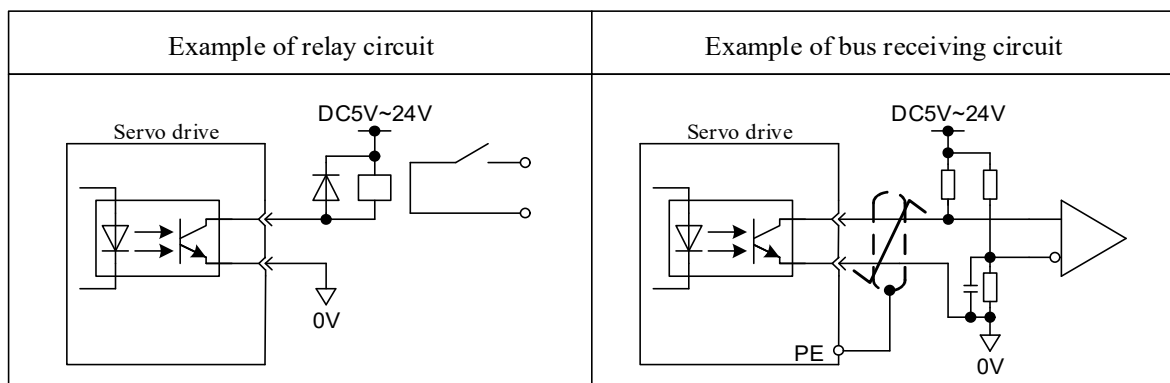 Example of relay circuit
Example of bus receiving circuit
DC5V~24V
Servo drive
0V
DC5V~24V
Servo drive
PE
0V